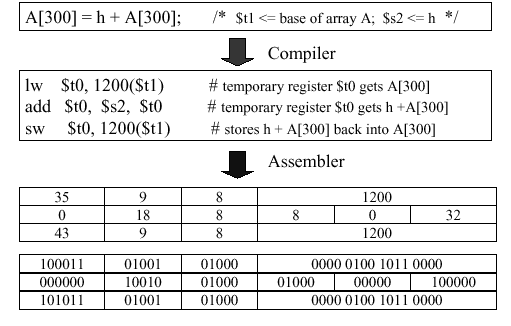 A[300] = h + A[300]; /* $t1 <= base of array A; $s2 <= h */
Compiler
lw $t0, 1200($t1) # temporary register $t0 gets A[300]
add $t0, $s2, $t0 # temporary register $t0 gets h +A[300]
sw $t0, 1200($t1) # stores h + A[300] back into A[300]
Assembler
35 9 8 1200
0 18 8 8 0 32
43 9 8 1200
100011 01001 01000 0000 0100 1011 0000
000000 10010 01000 01000 00000 100000
101011 01001 01000 0000 0100 1011 0000